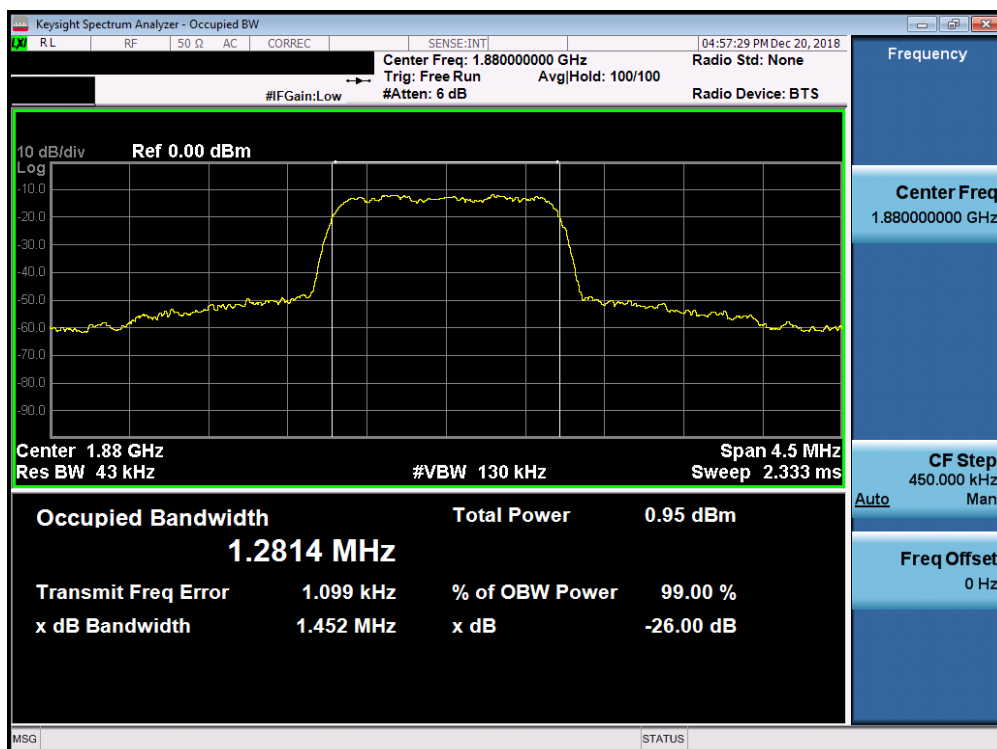 Keysight Spectrum Analyzer - Occupied BW
LXI RL RF 50 Ω AC CORREC SENSE:INT 04:57:29 PM Dec 20, 2018
Center Freq: 1.880000000 GHz Radio Std: None
Trig: Free Run Avg|Hold: 100/100
#IFGain:Low #Atten: 6 dB Radio Device: BTS
Frequency
10 dB/div Ref 0.00 dBm
Log
-10.0
-20.0
-30.0
-40.0
-50.0
-60.0
-70.0
-80.0
-90.0
Center 1.88 GHz Span 4.5 MHz
Res BW 43 kHz #VBW 130 kHz Sweep 2.333 ms
Occupied Bandwidth Total Power 0.95 dBm
1.2814 MHz
Transmit Freq Error 1.099 kHz % of OBW Power 99.00 %
x dB Bandwidth 1.452 MHz x dB -26.00 dB
Center Freq
1.880000000 GHz
CF Step
450.000 kHz
Auto Man
Freq Offset
0 Hz
MSG STATUS